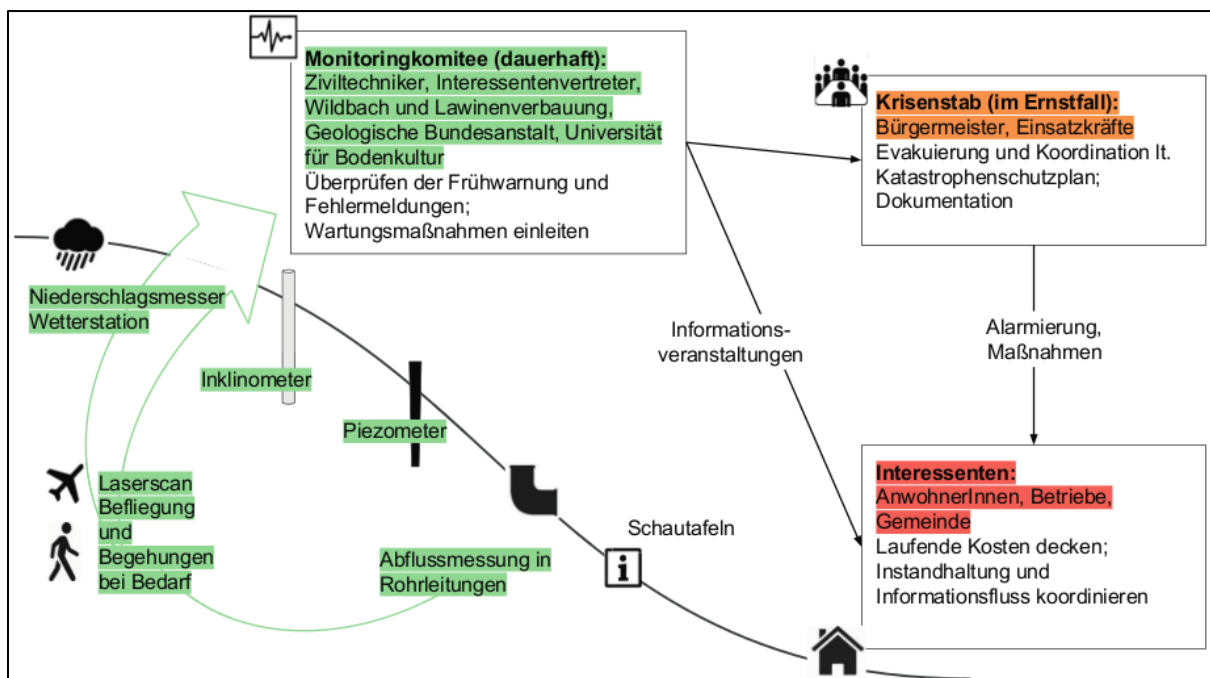 Monitoringkomitee (dauerhaft):
Ziviltechniker, Interessentenvertreter,
Wildbach und Lawinenverbauung,
Geologische Bundesanstalt, Universität
für Bodenkultur
Überprüfen der Frühwarnung und
Fehlermeldungen;
Wartungsmaßnahmen einleiten
Krisenstab (im Ernstfall):
Bürgermeister, Einsatzkräfte
Evakuierung und Koordination lt.
Katastrophenschutzplan;
Dokumentation
Niederschlagsmesser
Wetterstation
Inklinometer
Piezometer
Informations-
veranstaltungen
Alarmierung,
Maßnahmen
Laserscan
Befliegung
und
Begehungen
bei Bedarf
Abflussmessung in
Rohrleitungen
Schautafeln
i
Interessenten:
AnwohnerInnen, Betriebe,
Gemeinde
Laufende Kosten decken;
Instandhaltung und
Informationsfluss koordinieren